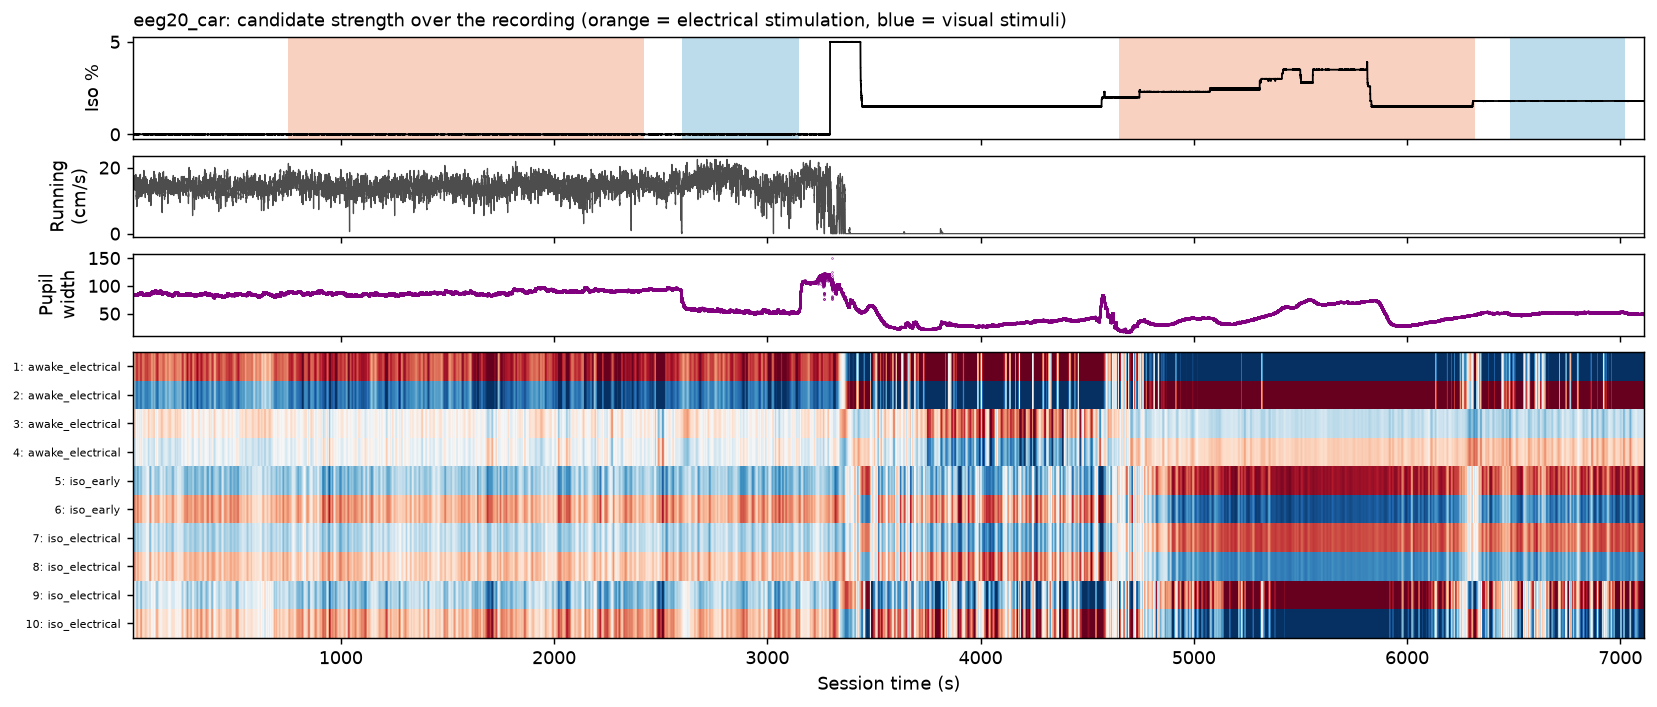 eeg20_car: candidate strength over the recording (orange = electrical stimulation, blue = visual stimuli)
5
Iso %
0
20
Running
(cm/s)
0
150
100
Pupil
width
50
1: awake_electrical
2: awake_electrical
3: awake_electrical
4: awake_electrical
5: iso_early
6: iso_early
7: iso_electrical
8: iso_electrical
9: iso_electrical
10: iso_electrical
1000 2000 3000 4000 5000 6000 7000
Session time (s)